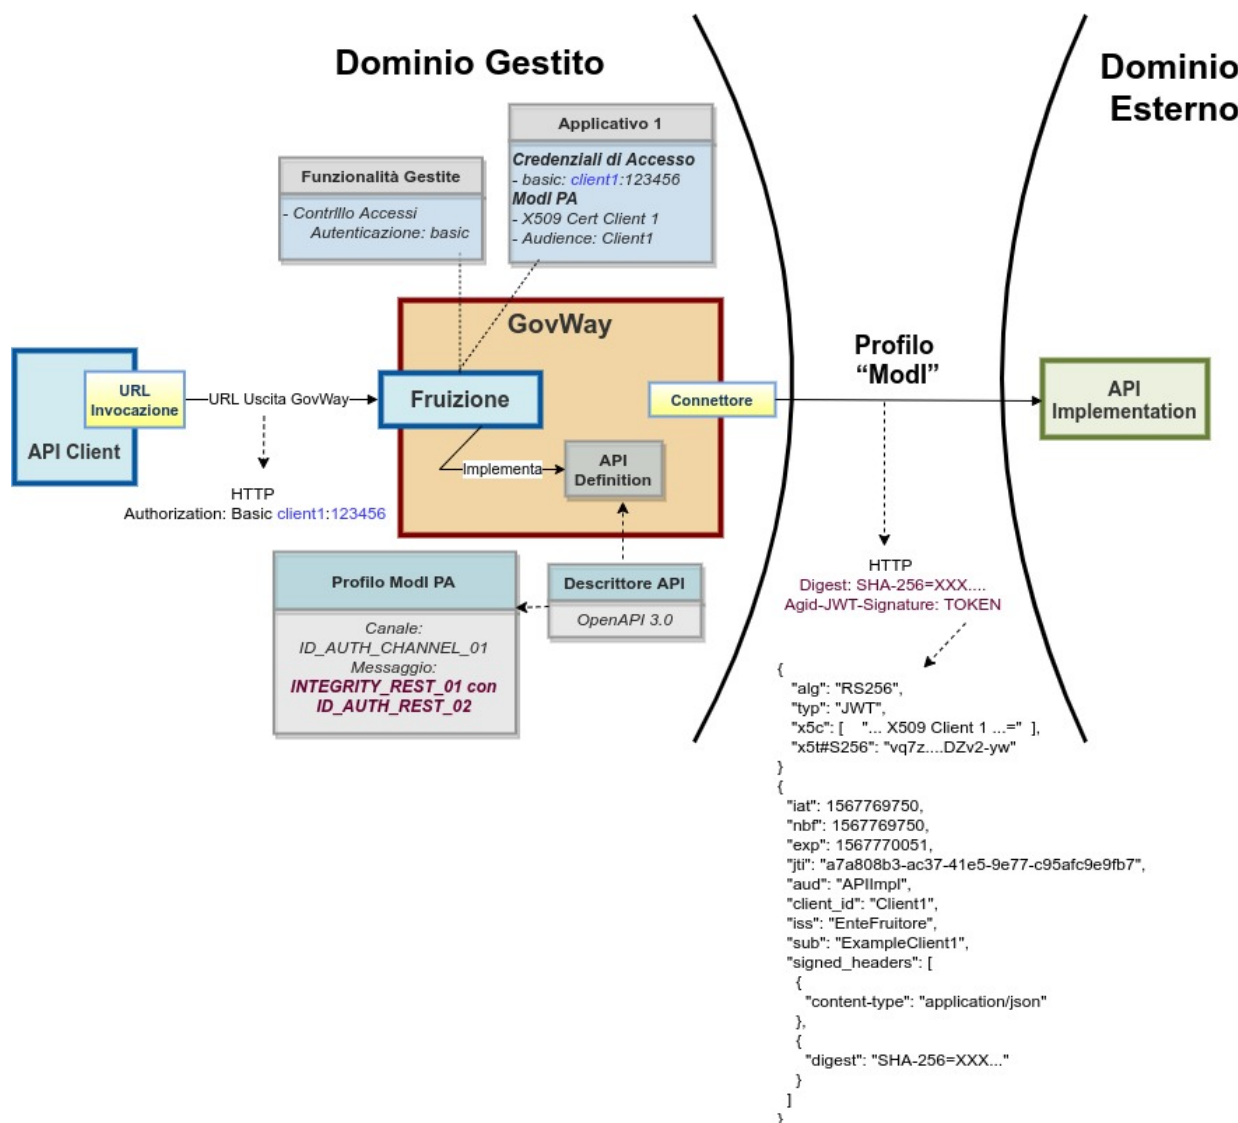 Dominio Gestito
Dominio
Esterno
Applicativo 1
Credenziali di Accesso
- basic: client1:123456
ModI PA
- X509 Cert Client 1
- Audience: Client1
Funzionalità Gestite
- Contrlllo Accessi
Autenticazione: basic
GovWay
Profilo
“ModI”
URL
Invocazione
API Client
URL Uscita GovWay
Fruizione
Connettore
API
Implementation
Implementa
API
Definition
HTTP
Authorization: Basic client1:123456
Profilo ModI PA
Canale:
ID_AUTH_CHANNEL_01
Messaggio:
INTEGRITY_REST_01 con
ID_AUTH_REST_02
Descrittore API
OpenAPI 3.0
HTTP
Digest: SHA-256=XXX....
Agid-JWT-Signature: TOKEN
{
"alg": "RS256",
"typ": "JWT",
"x5c": [ "... X509 Client 1 ...=" ],
"x5t#S256": "vq7z....DZv2-yw"
}
{
"iat": 1567769750,
"nbf": 1567769750,
"exp": 1567770051,
"jti": "a7a808b3-ac37-41e5-9e77-c95afc9e9fb7",
"aud": "APIImpl",
"client_id": "Client1",
"iss": "EnteFruitore",
"sub": "ExampleClient1",
"signed_headers": [
{
"content-type": "application/json"
},
{
"digest": "SHA-256=XXX..."
}
]
}